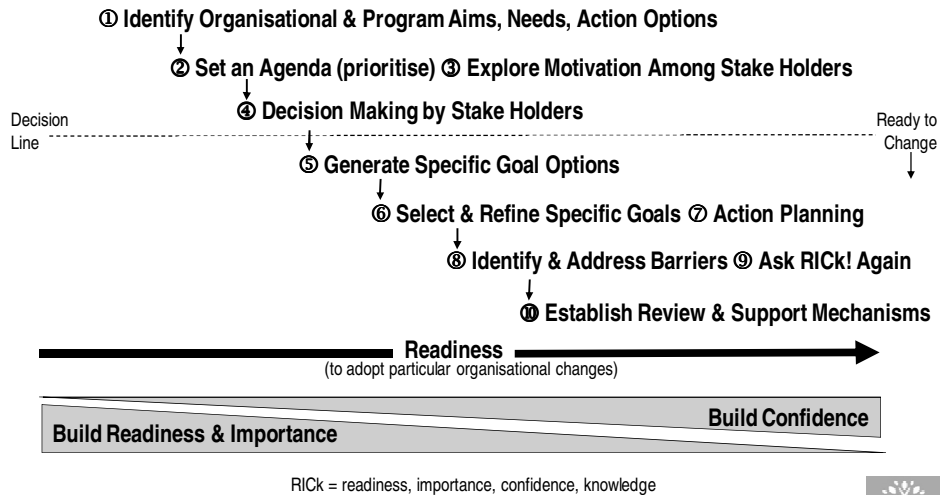 ① Identify Organisational & Program Aims, Needs, Action Options
② Set an Agenda (prioritise) ③ Explore Motivation Among Stake Holders
④ Decision Making by Stake Holders
Decision
Line
Ready to
Change
⑤ Generate Specific Goal Options
⑥ Select & Refine Specific Goals ⑦ Action Planning
⑧ Identify & Address Barriers ⑨ Ask RICk! Again
⑩ Establish Review & Support Mechanisms
Readiness
(to adopt particular organisational changes)
Build Confidence
Build Readiness & Importance
RICk = readiness, importance, confidence, knowledge